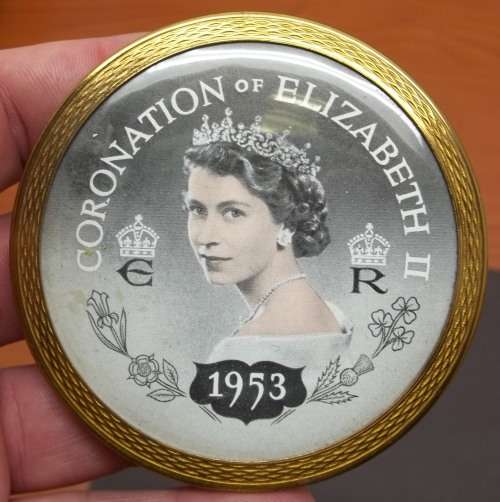 CORONATION OF ELIZABETH II
E R
1953